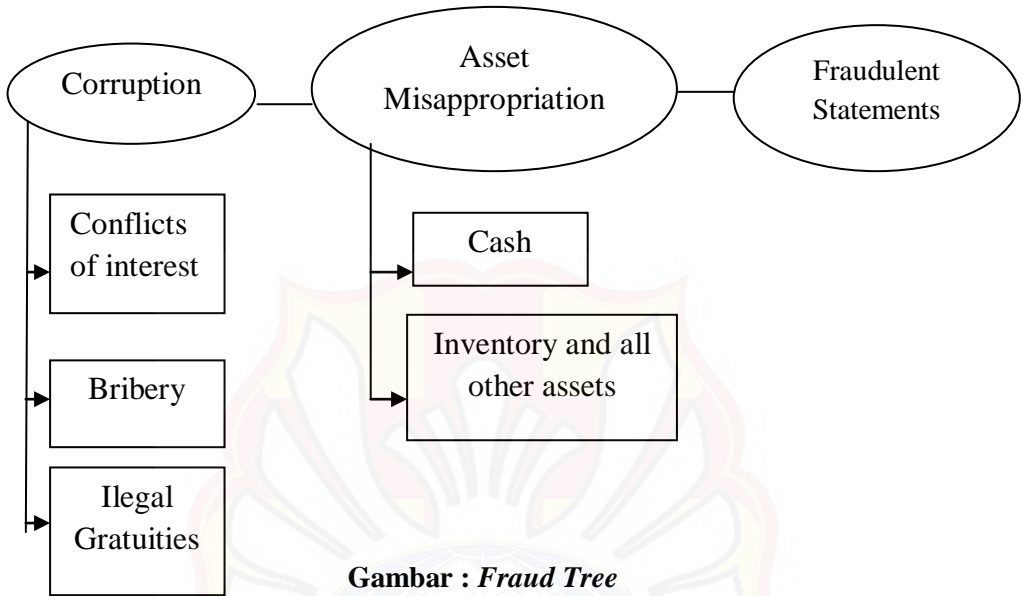 Corruption
Asset
Misappropriation
Fraudulent
Statements
Conflicts
of interest
Bribery
Ilegal
Gratuities
Cash
Inventory and all
other assets
Gambar : Fraud Tree